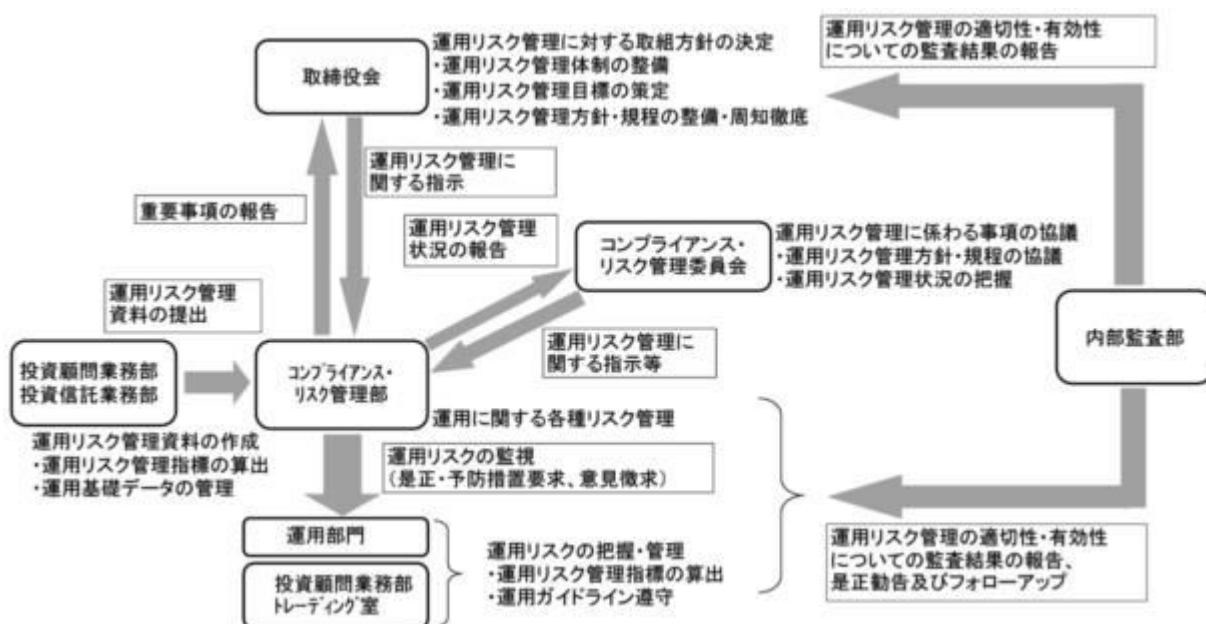 取締役会
運用リスク管理に対する取組方針の決定
・運用リスク管理体制の整備
・運用リスク管理目標の策定
・運用リスク管理方針・規程の整備・周知徹底
運用リスク管理の適切性・有効性
についての監査結果の報告
運用リスク管理に
関する指示
重要事項の報告
運用リスク管理
状況の報告
コンプライアンス・
リスク管理委員会
運用リスク管理に係わる事項の協議
・運用リスク管理方針・規程の協議
・運用リスク管理状況の把握
運用リスク管理
資料の提出
内部監査部
運用リスク管理に
関する指示等
投資顧問業務部
投資信託業務部
コンプライアンス・
リスク管理部
運用に関する各種リスク管理
運用リスク管理資料の作成
・運用リスク管理指標の算出
・運用基礎データの管理
運用リスクの監視
(是正・予防措置要求、意見徴求)
運用部門
投資顧問業務部
トレーディング室
運用リスクの把握・管理
・運用リスク管理指標の算出
・運用ガイドライン遵守
運用リスク管理の適切性・有効性
についての監査結果の報告、
是正勧告及びフォローアップ